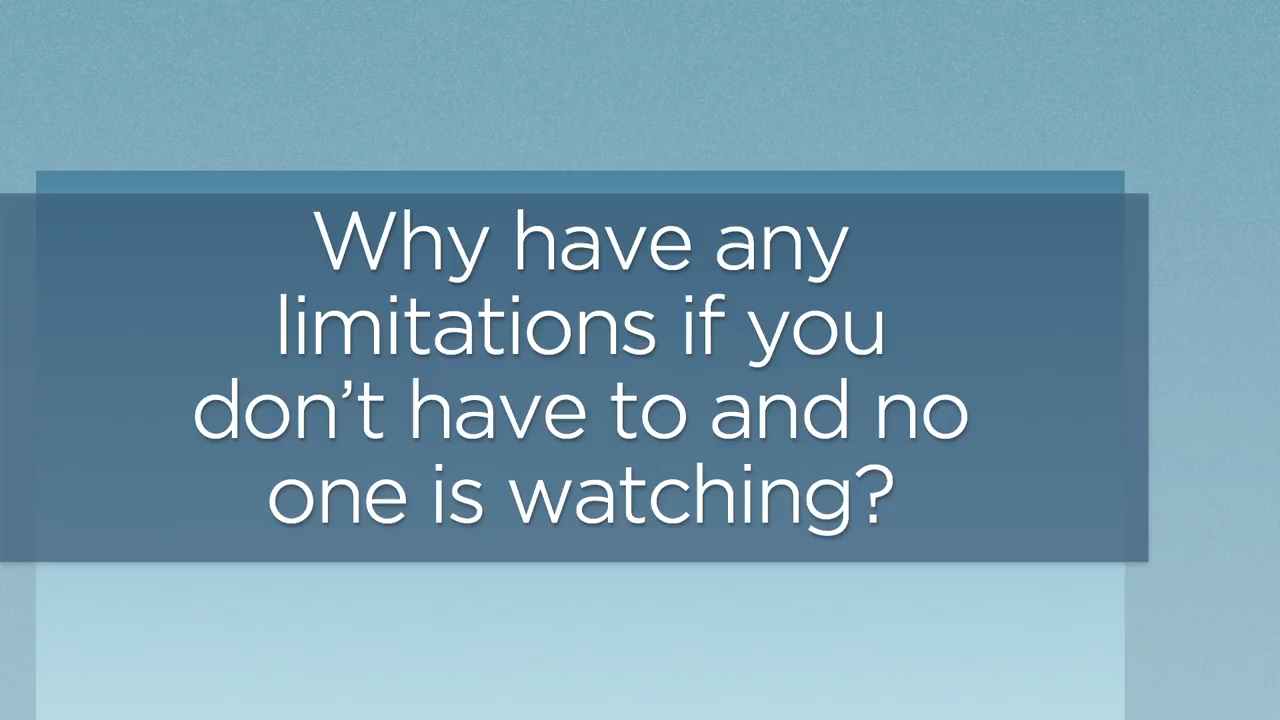 Why have any
limitations if you
don’t have to and no
one is watching?